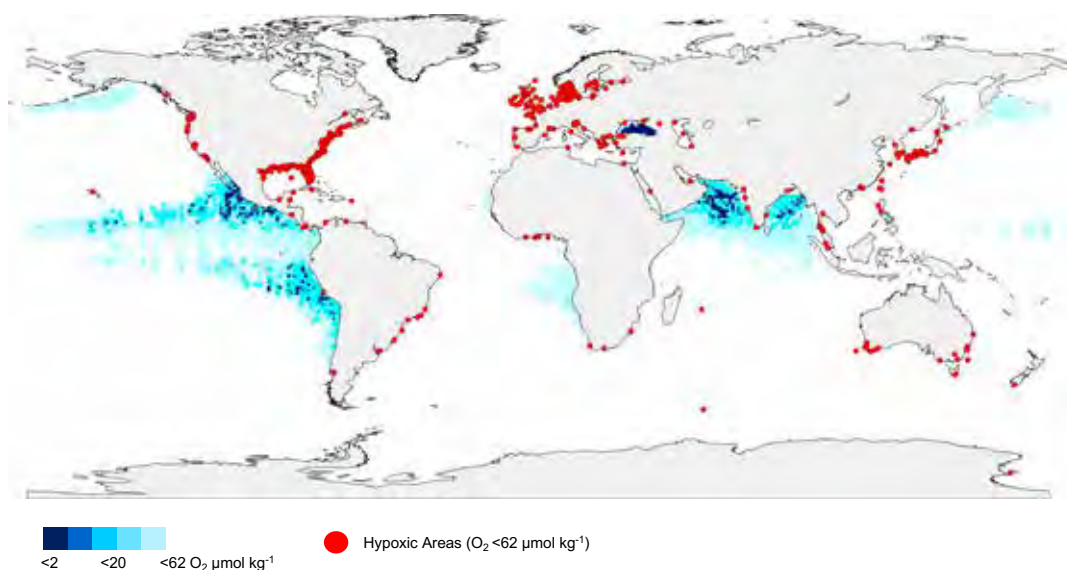 Hypoxic Areas (O₂ <62 µmol kg⁻¹)
<2 <20 <62 O₂ µmol kg⁻¹